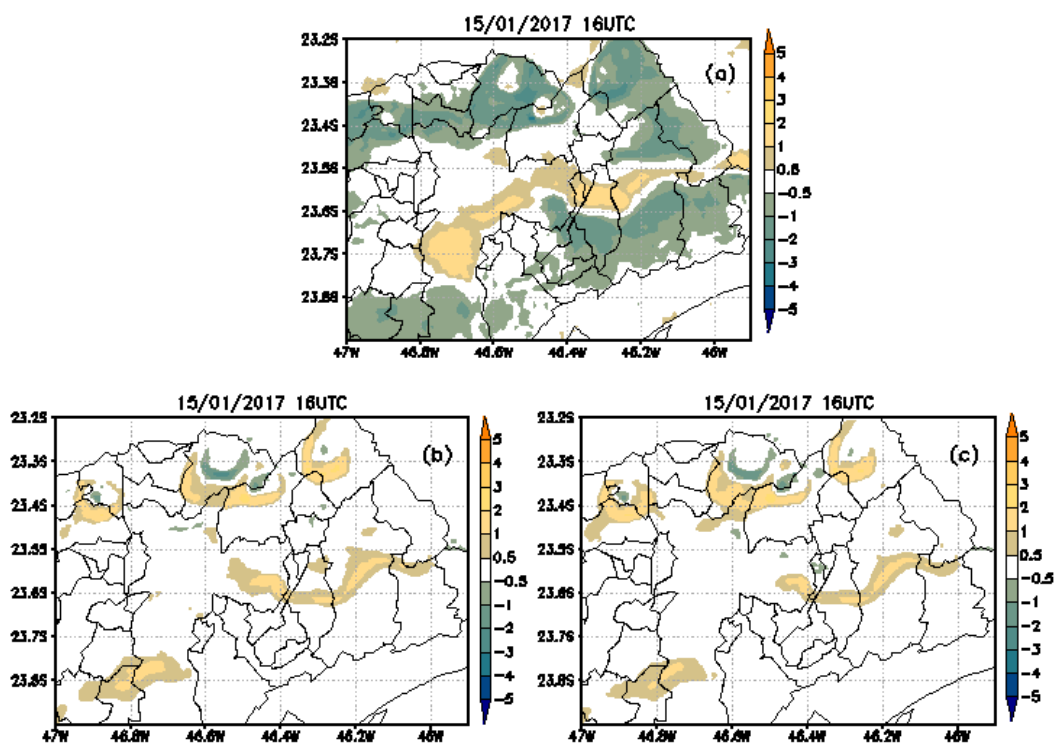 15/01/2017 16UTC
(a)
23.2S
23.3S
23.4S
23.5S
23.6S
23.7S
23.8S
47W 46.8W 46.6W 46.4W 46.2W 46W
5
4
3
2
1
0.5
-0.5
-1
-2
-3
-4
-5
15/01/2017 16UTC
(b)
23.2S
23.3S
23.4S
23.5S
23.6S
23.7S
23.8S
47W 46.8W 46.6W 46.4W 46.2W 46W
5
4
3
2
1
0.5
-0.5
-1
-2
-3
-4
-5
15/01/2017 16UTC
(c)
23.2S
23.3S
23.4S
23.5S
23.6S
23.7S
23.8S
47W 46.8W 46.6W 46.4W 46.2W 46W
5
4
3
2
1
0.5
-0.5
-1
-2
-3
-4
-5